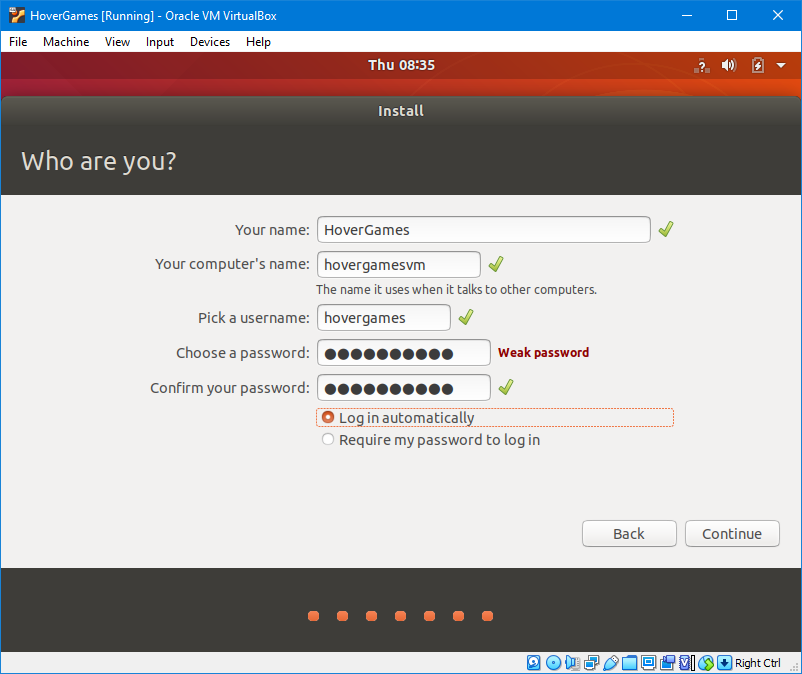 HoverGames [Running] - Oracle VM VirtualBox
File Machine View Input Devices Help
Thu 08:35
Install
Who are you?
Your name: HoverGames
Your computer's name: hovergamesvm
The name it uses when it talks to other computers.
Pick a username: hovergames
Choose a password: ●●●●●●●●●● Weak password
Confirm your password: ●●●●●●●●●●
Log in automatically
Require my password to log in
Back Continue
Right Ctrl